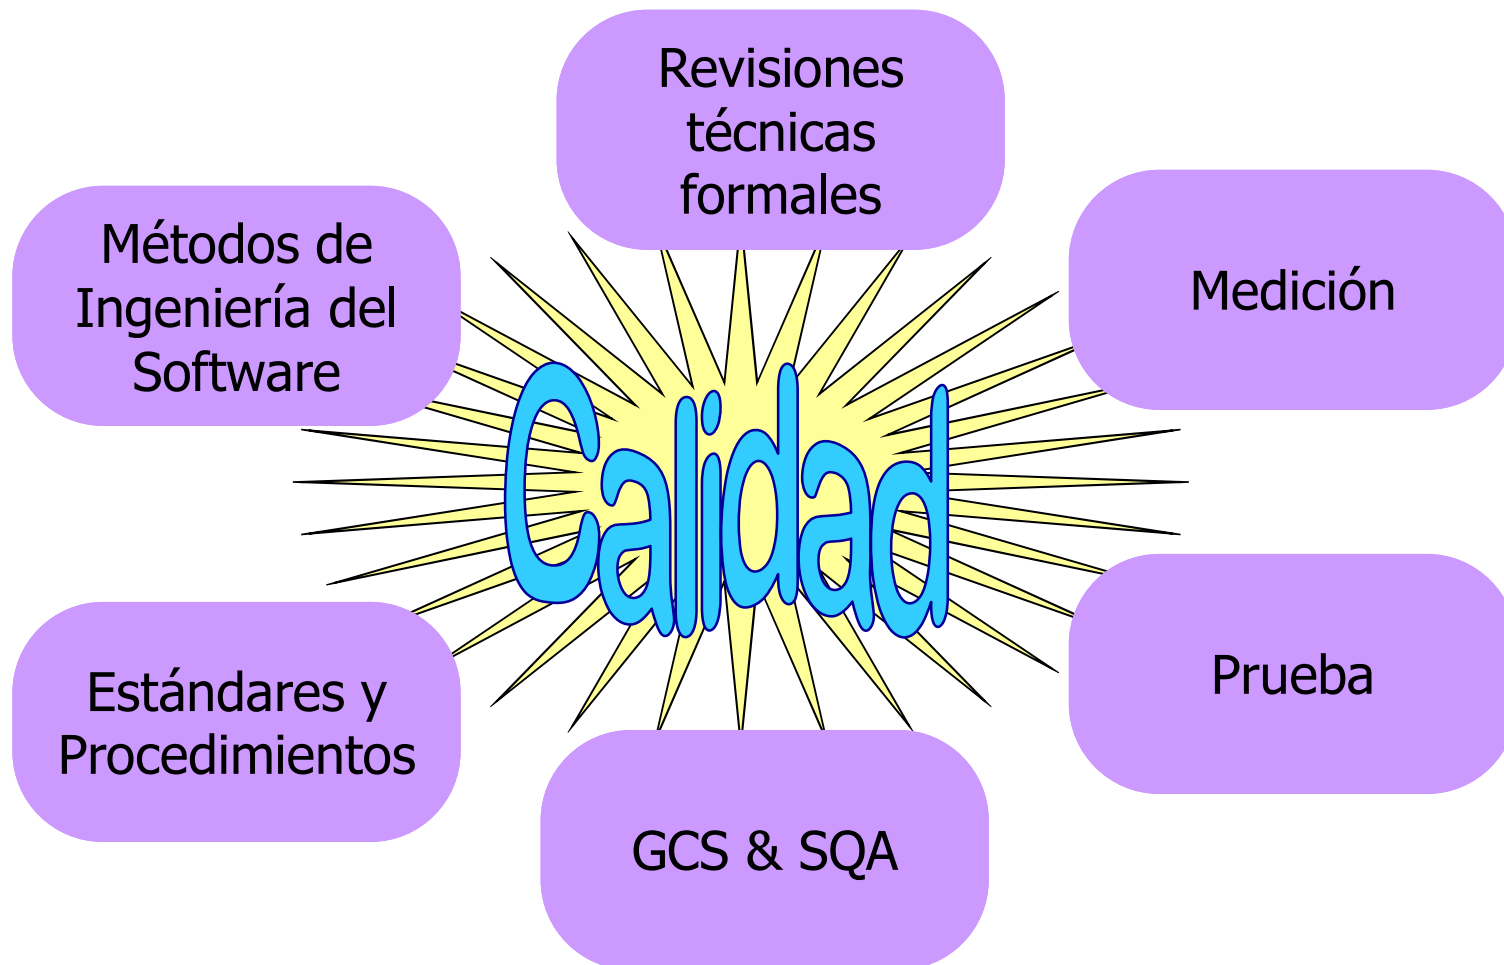 Revisiones
técnicas
formales
Métodos de
Ingeniería del
Software
Medición
Calidad
Estándares y
Procedimientos
Prueba
GCS & SQA